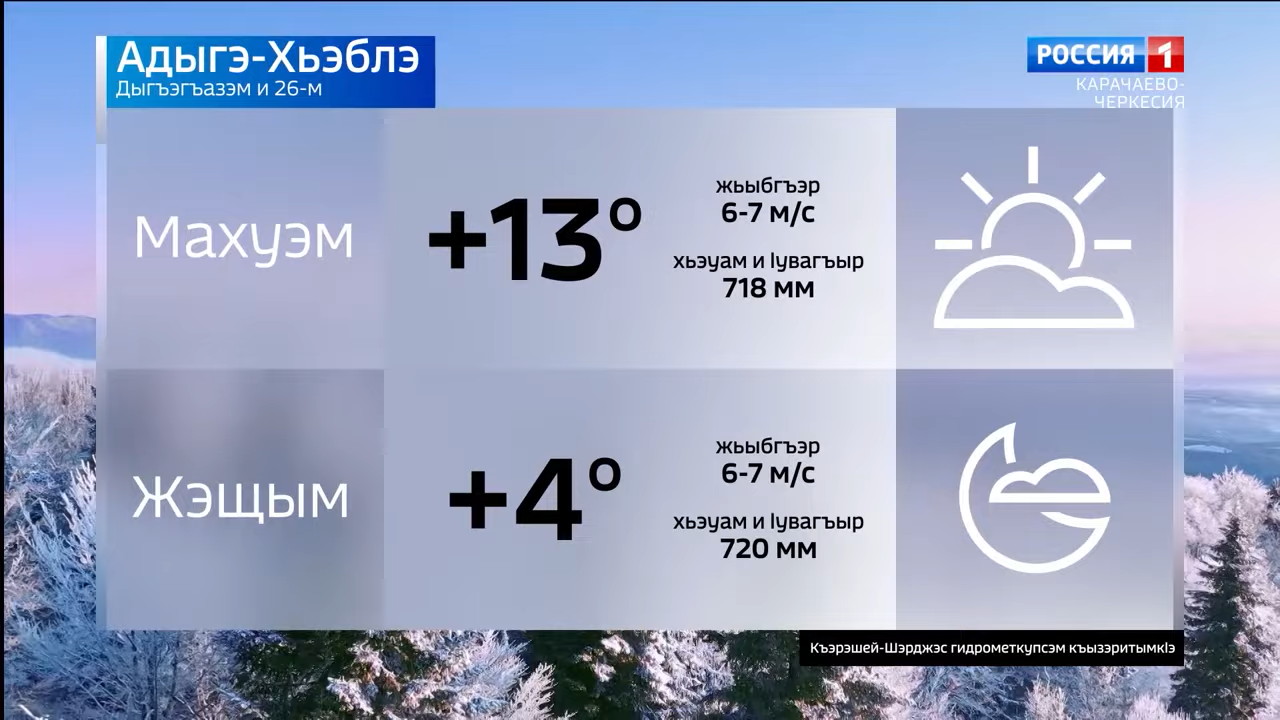 Адыгэ-Хьэблэ
Дыгъэгъазэм и 26-м
РОССИЯ 1
КАРАЧАЕВО-
ЧЕРКЕСИЯ
Махуэм
+13°
жьыбгъэр
6-7 м/с
хьэуам и Iувагъыр
718 мм
Жэщым
+4°
жьыбгъэр
6-7 м/с
хьэуам и Iувагъыр
720 мм
Къэрэшей-Шэрджэс гидрометкупсэм къызэритымкIэ